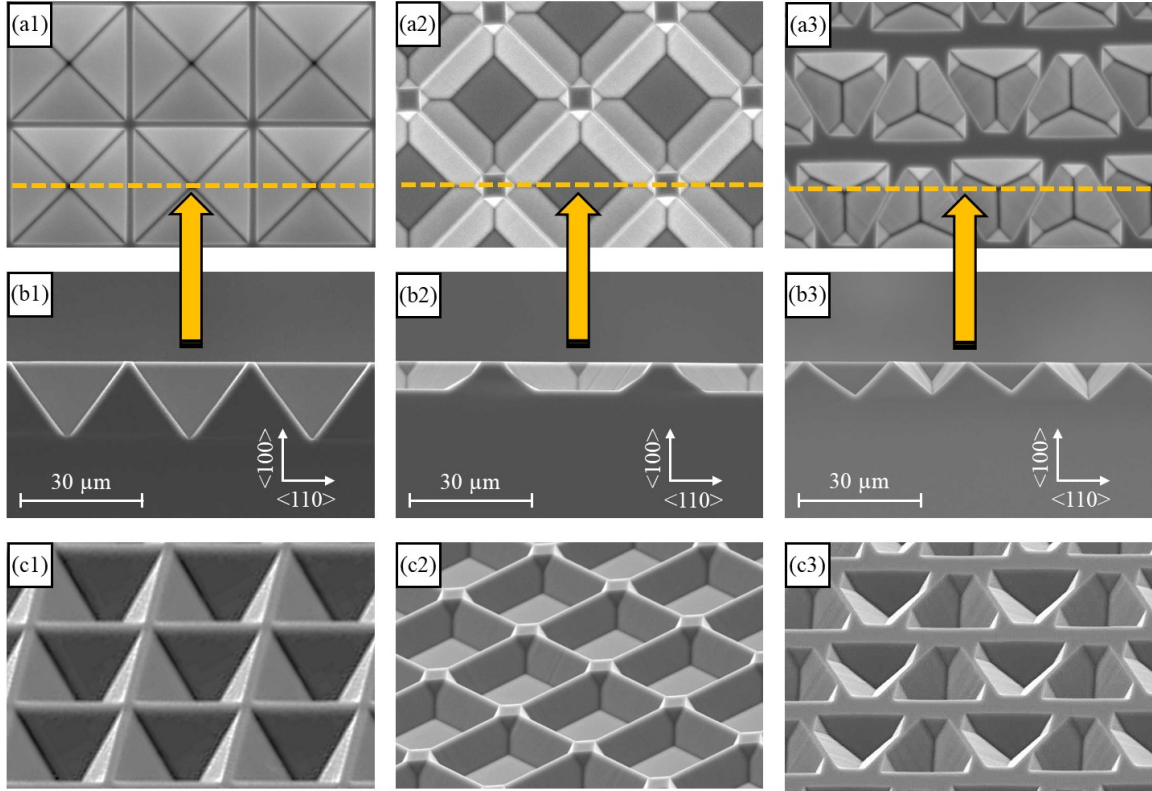 (a1)
(a2)
(a3)
(b1)
(b2)
(b3)
<100>
30 µm
<110>
<100>
30 µm
<110>
<100>
30 µm
<110>
(c1)
(c2)
(c3)